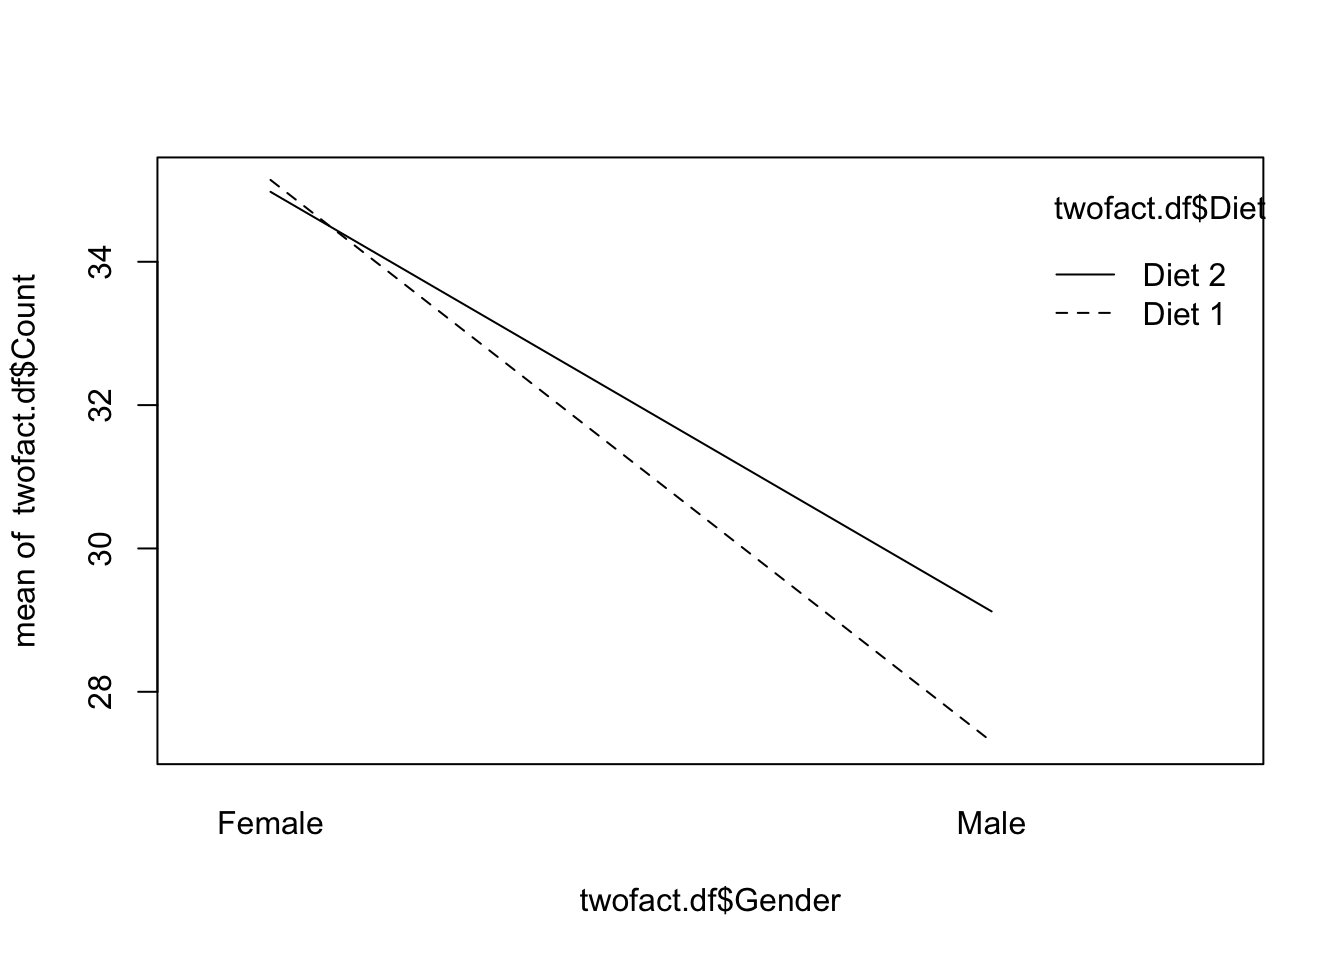 twofact.df$Diet
Diet 2
Diet 1
mean of  twofact.df$Count
34
32
30
28
Female
Male
twofact.df$Gender